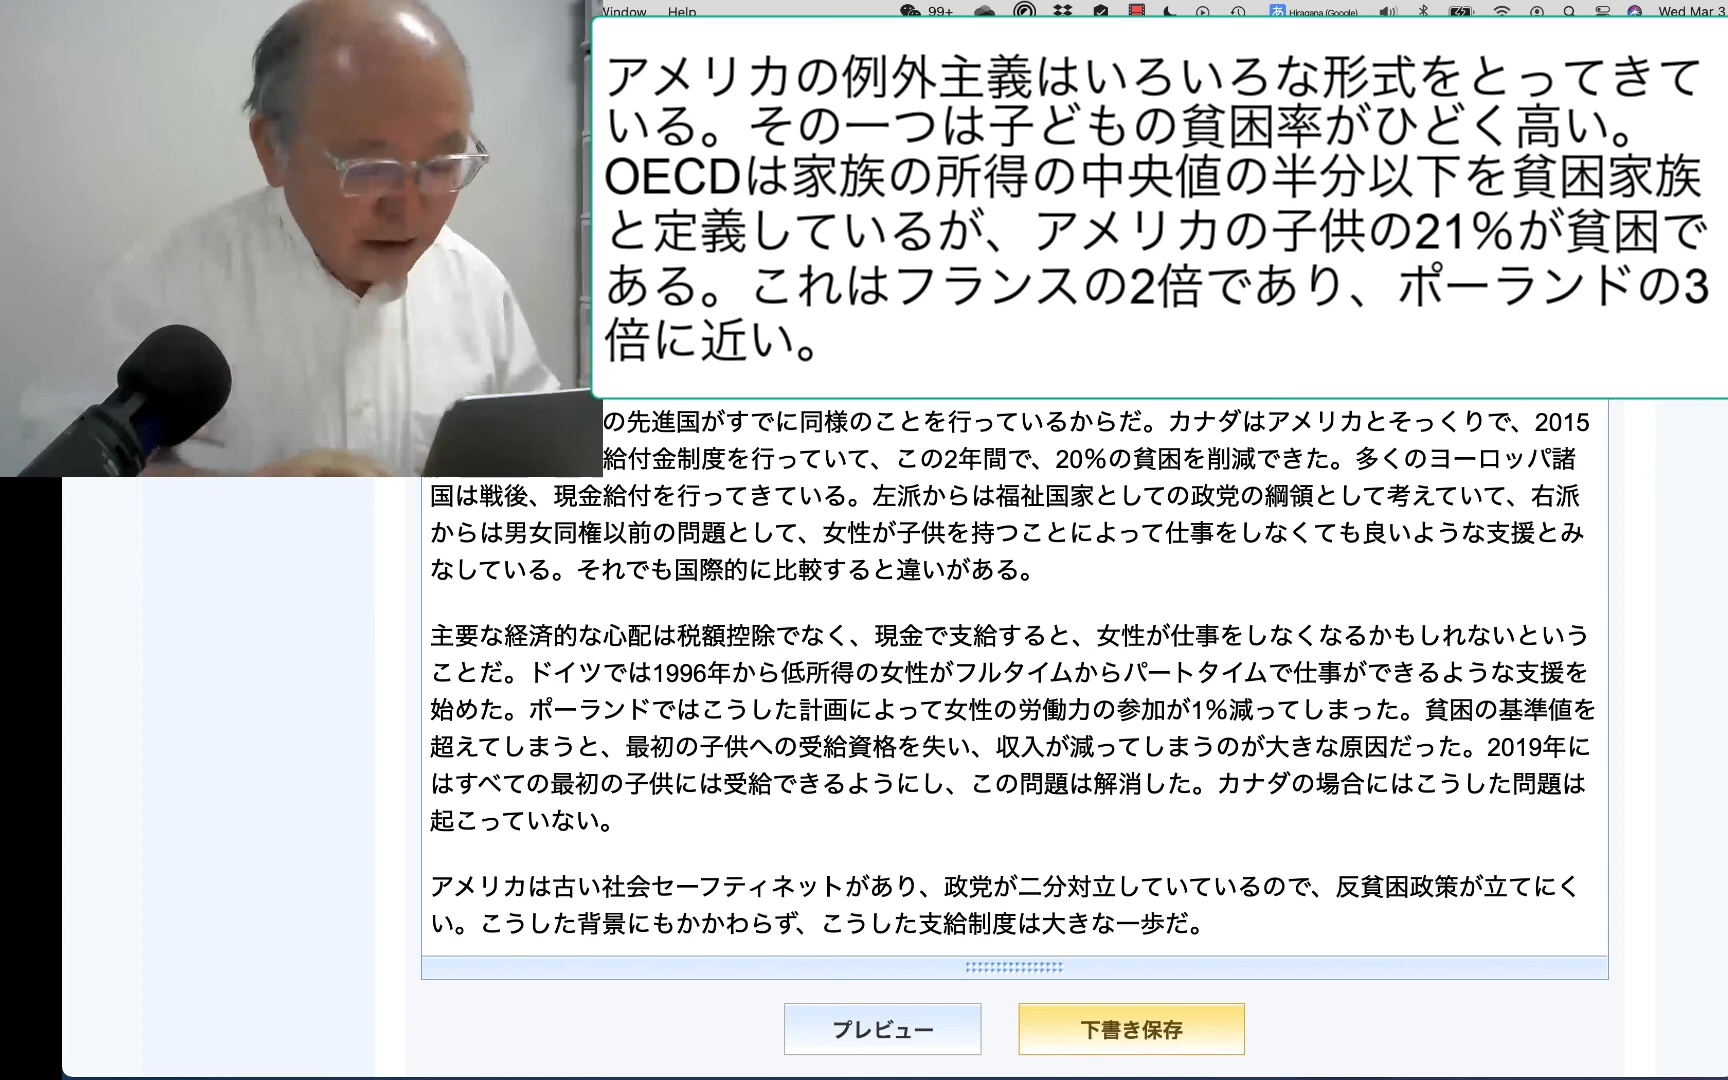 Window Help 99+ あ Hiragana (Google) Wed Mar 3
アメリカの例外主義はいろいろな形式をとってきて
いる。その一つは子どもの貧困率がひどく高い。
OECDは家族の所得の中央値の半分以下を貧困家族
と定義しているが、アメリカの子供の21%が貧困で
ある。これはフランスの2倍であり、ポーランドの3
倍に近い。
の先進国がすでに同様のことを行っているからだ。カナダはアメリカとそっくりで、2015
給付金制度を行っていて、この2年間で、20%の貧困を削減できた。多くのヨーロッパ諸
国は戦後、現金給付を行ってきている。左派からは福祉国家としての政党の綱領として考えていて、右派
からは男女同権以前の問題として、女性が子供を持つことによって仕事をしなくても良いような支援とみ
なしている。それでも国際的に比較すると違いがある。
主要な経済的な心配は税額控除でなく、現金で支給すると、女性が仕事をしなくなるかもしれないという
ことだ。ドイツでは1996年から低所得の女性がフルタイムからパートタイムで仕事ができるような支援を
始めた。ポーランドではこうした計画によって女性の労働力の参加が1%減ってしまった。貧困の基準値を
超えてしまうと、最初の子供への受給資格を失い、収入が減ってしまうのが大きな原因だった。2019年に
はすべての最初の子供には受給できるようにし、この問題は解消した。カナダの場合にはこうした問題は
起こっていない。
アメリカは古い社会セーフティネットがあり、政党が二分対立していているので、反貧困政策が立てにく
い。こうした背景にもかかわらず、こうした支給制度は大きな一歩だ。
プレビュー
下書き保存